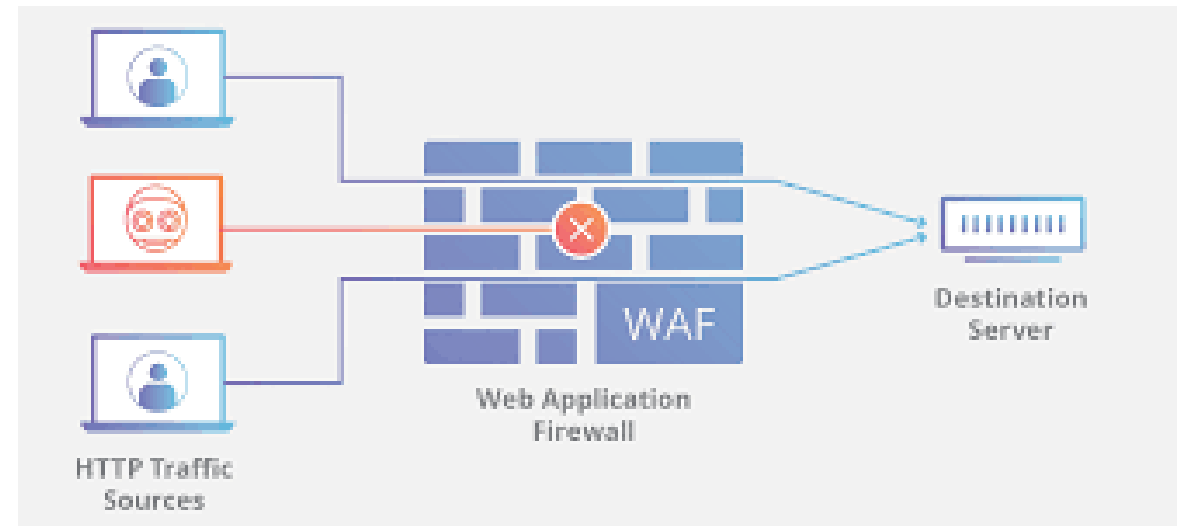 WAF
Web Application
Firewall
HTTP Traffic
Sources
Destination
Server